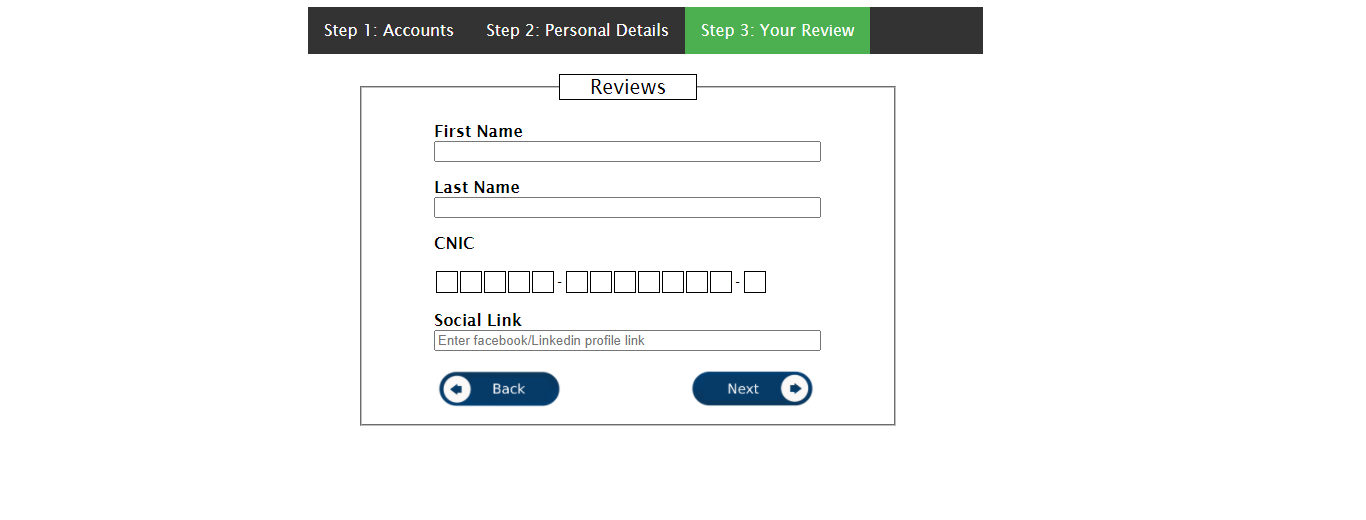 Step 1: Accounts Step 2: Personal Details Step 3: Your Review
Reviews
First Name
Last Name
CNIC
- -
Social Link
Enter facebook/Linkedin profile link
Back Next